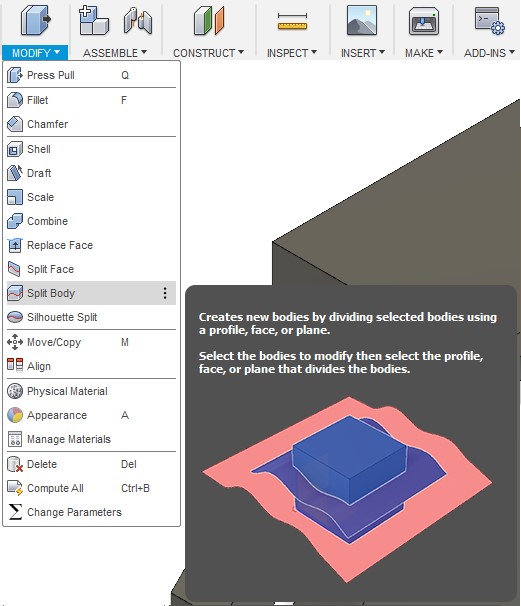 MODIFY ASSEMBLE CONSTRUCT INSPECT INSERT MAKE ADD-INS
Press Pull Q
Fillet F
Chamfer
Shell
Draft
Scale
Combine
Replace Face
Split Face
Split Body
Silhouette Split
Move/Copy M
Align
Physical Material
Appearance A
Manage Materials
Delete Del
Compute All Ctrl+B
Change Parameters
Creates new bodies by dividing selected bodies using
a profile, face, or plane.
Select the bodies to modify then select the profile,
face, or plane that divides the bodies.